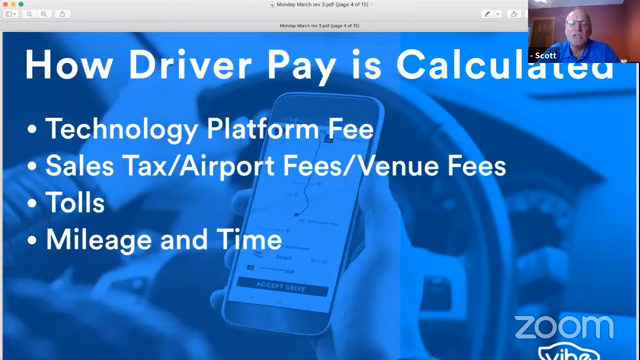 Monday March rev 3.pdf (page 4 of 15)
Monday March rev 3.pdf (page 4 of 15)
- Scott
How Driver Pay is Calculated
• Technology Platform Fee
• Sales Tax/Airport Fees/Venue Fees
• Tolls
• Mileage and Time
ACCEPT DRIVE
zoom
vibe